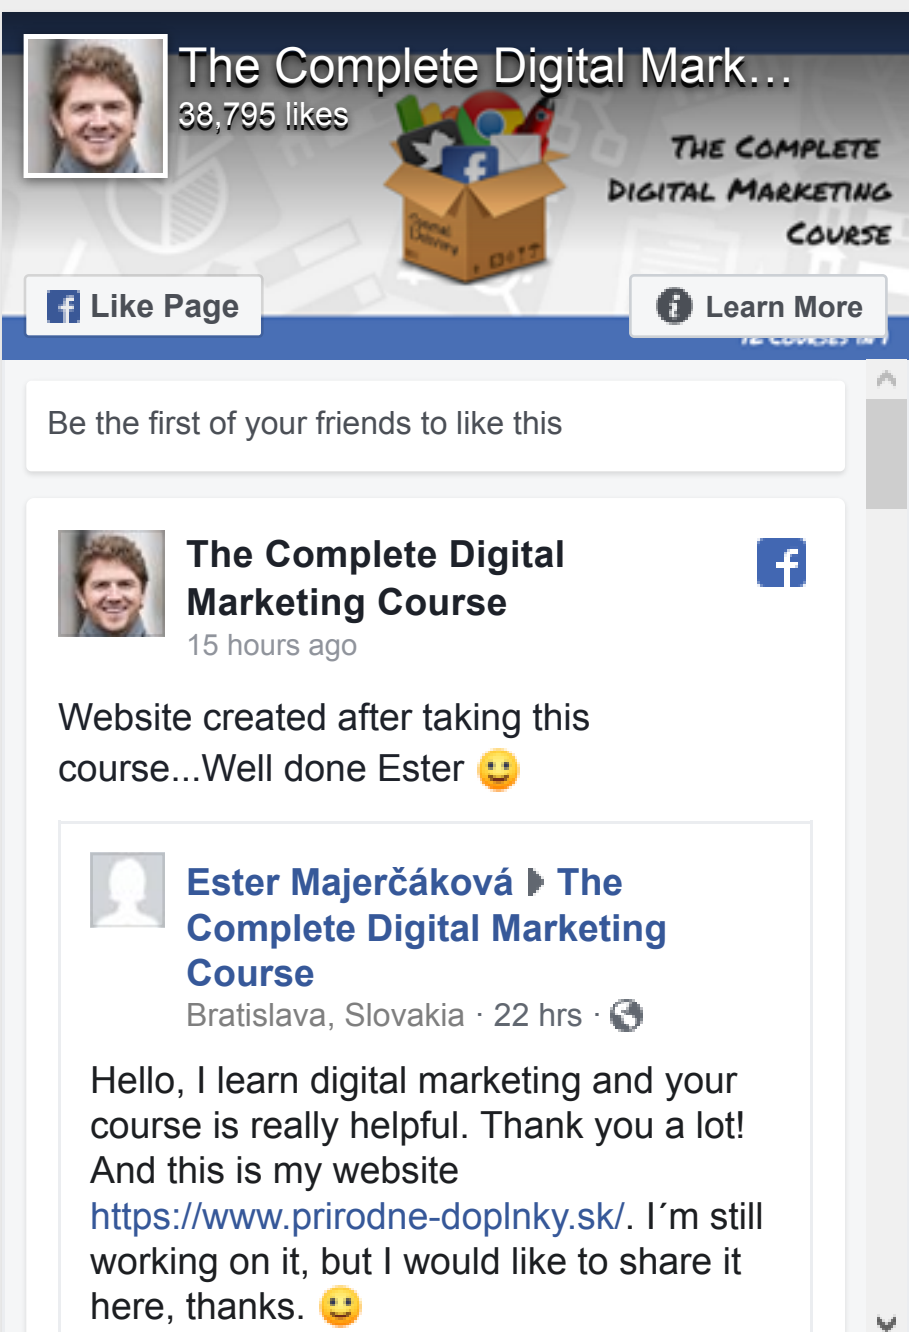 The Complete Digital Mark...
38,795 likes
THE COMPLETE
DIGITAL MARKETING
COURSE
Like Page
Learn More
12 COURSES IN 1
Be the first of your friends to like this
The Complete Digital
Marketing Course
15 hours ago
Website created after taking this
course...Well done Ester 🙂
Ester Majerčáková ▶ The
Complete Digital Marketing
Course
Bratislava, Slovakia · 22 hrs ·
Hello, I learn digital marketing and your
course is really helpful. Thank you a lot!
And this is my website
https://www.prirodne-doplnky.sk/. I´m still
working on it, but I would like to share it
here, thanks. 🙂